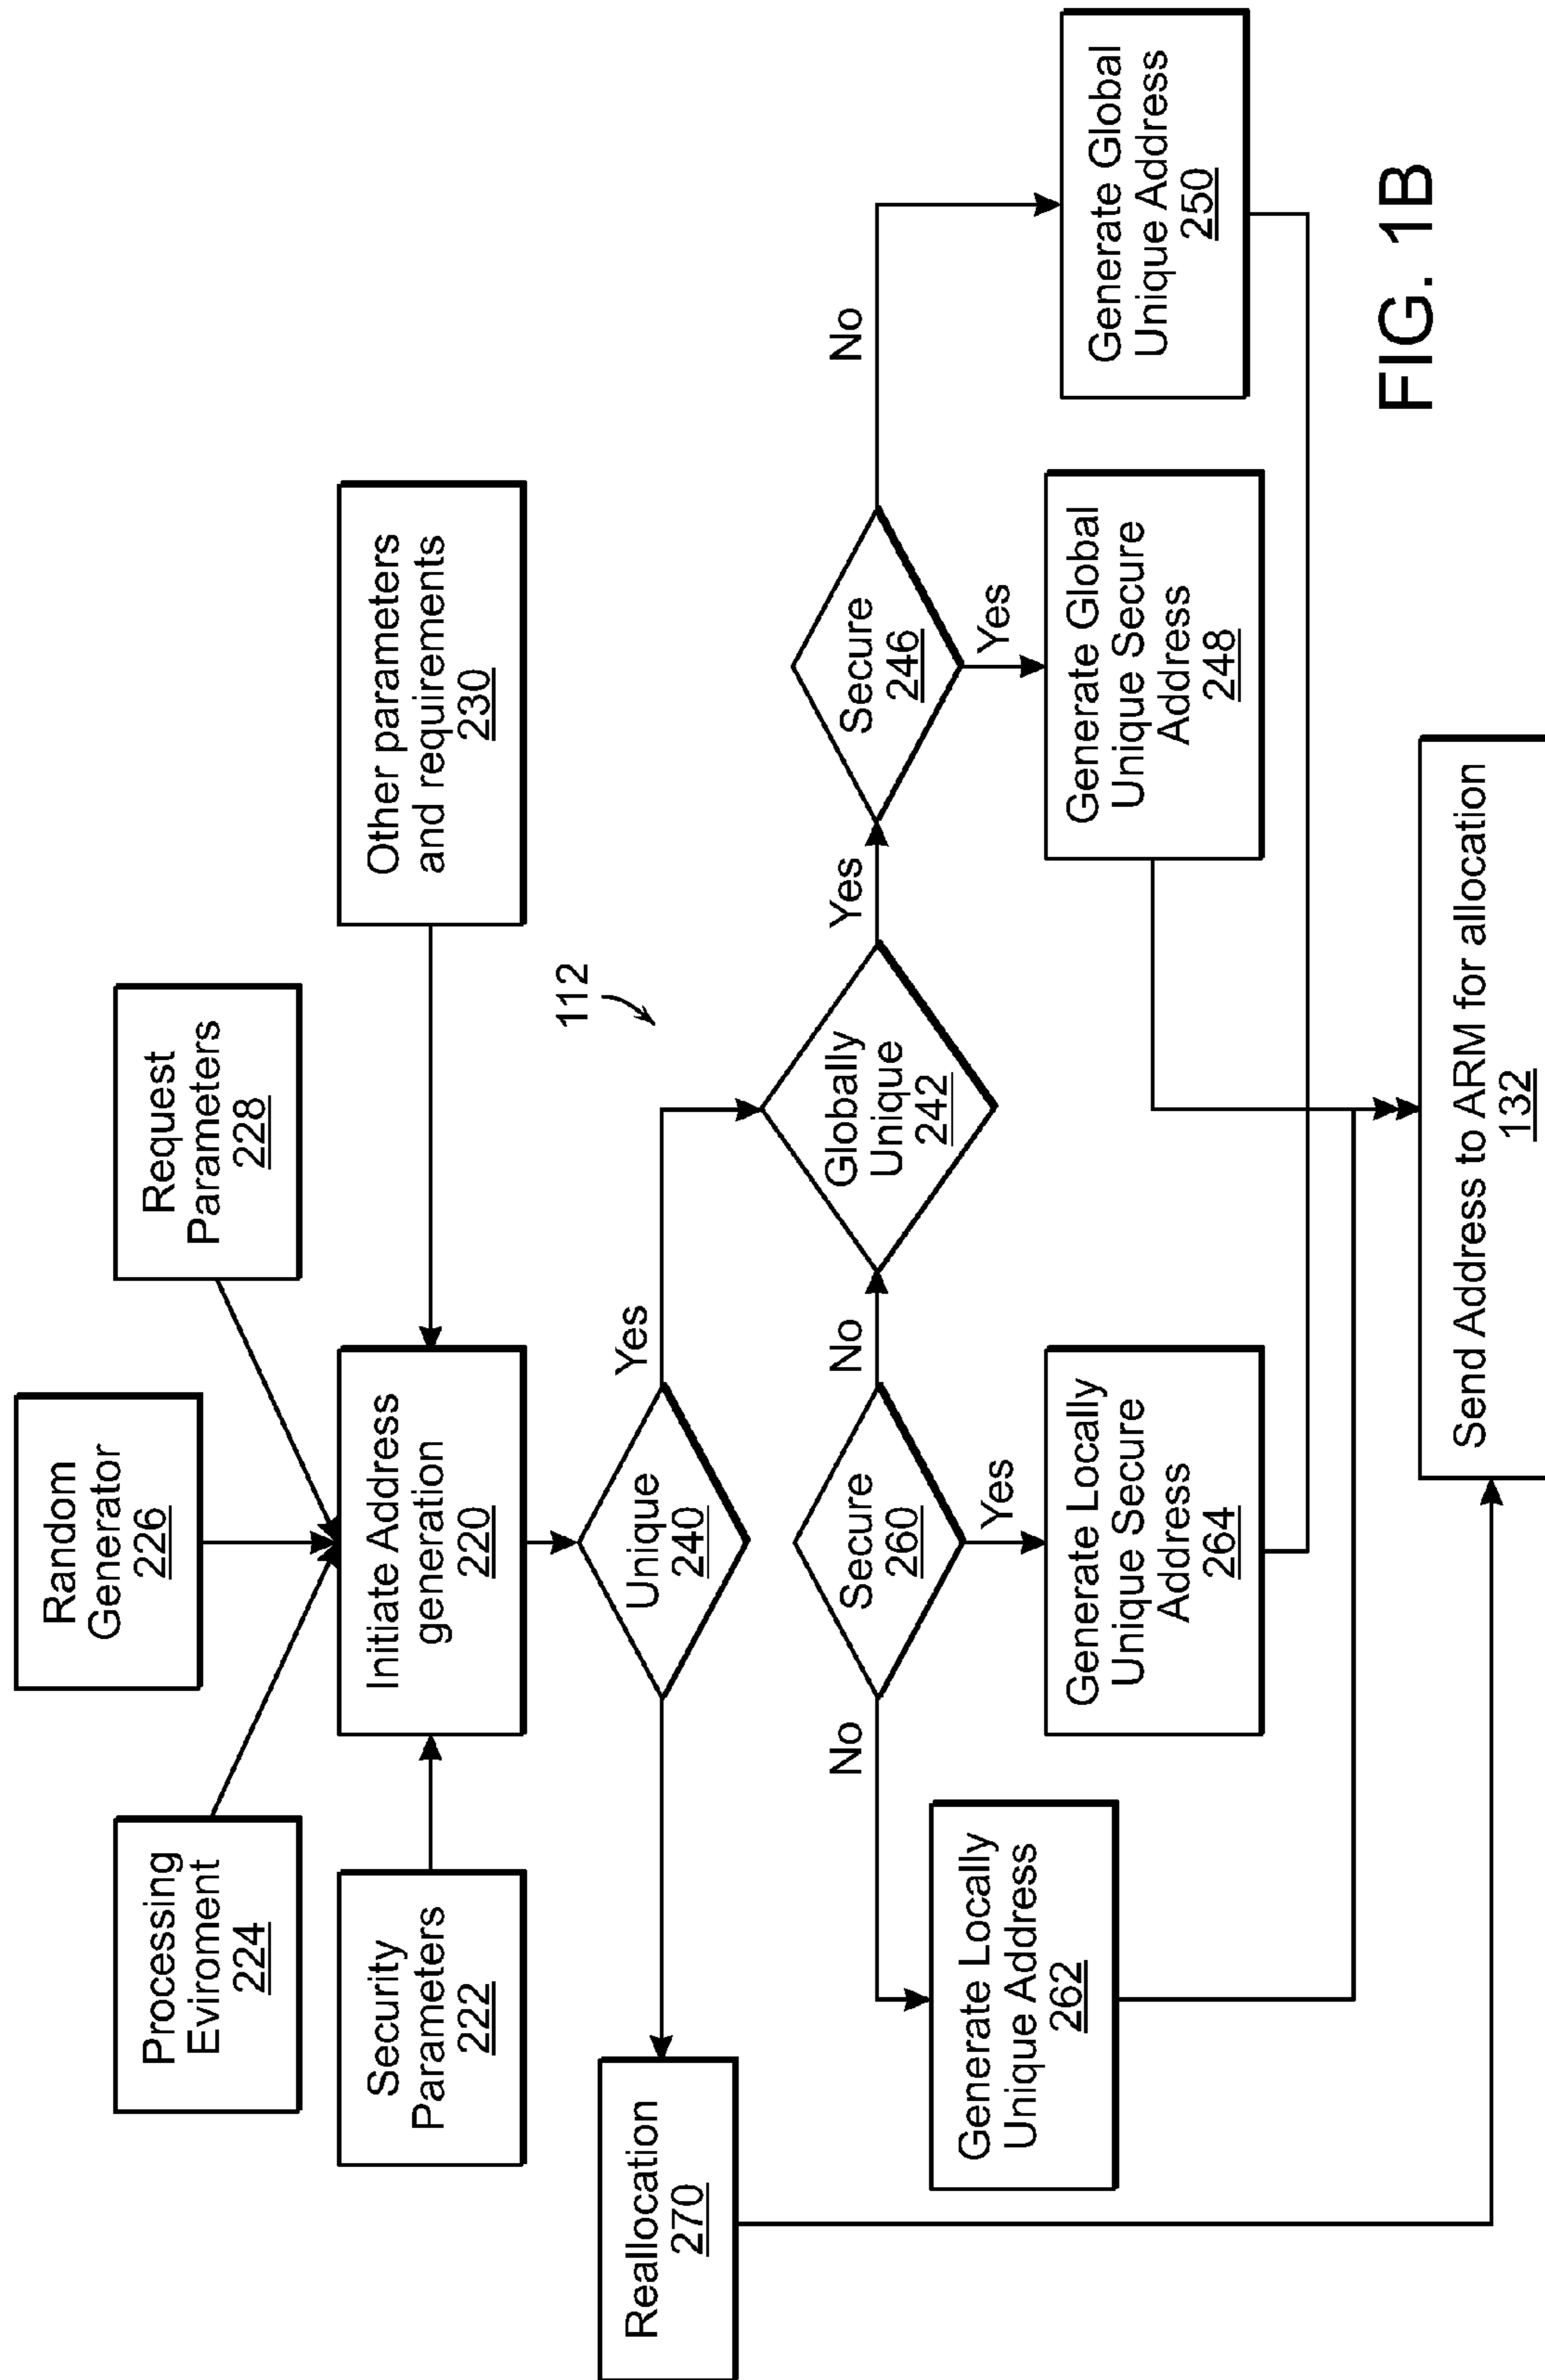 Random
Generator
226
Processing
Eviroment
224
Request
Parameters
228
Security
Parameters
222
Initiate Address
generation
220
Other parameters
and requirements
230
112
Reallocation
270
Unique
240
Yes
No
Secure
260
No
Globally
Unique
242
Yes
Secure
246
No
Generate Locally
Unique Address
262
Yes
Generate Locally
Unique Secure
Address
264
Yes
Generate Global
Unique Secure
Address
248
Generate Global
Unique Address
250
Send Address to ARM for allocation
132
FIG. 1B